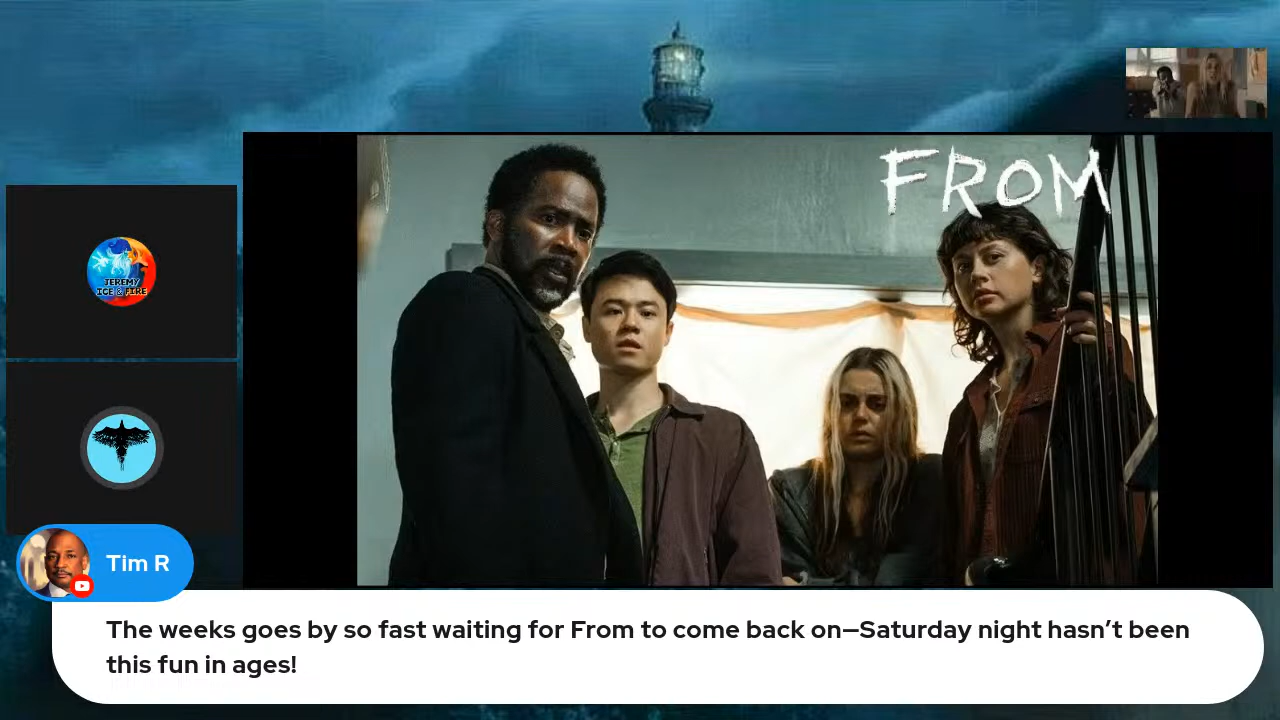 FROM
JEREMY
ICE & FIRE
Tim R
The weeks goes by so fast waiting for From to come back on—Saturday night hasn’t been
this fun in ages!